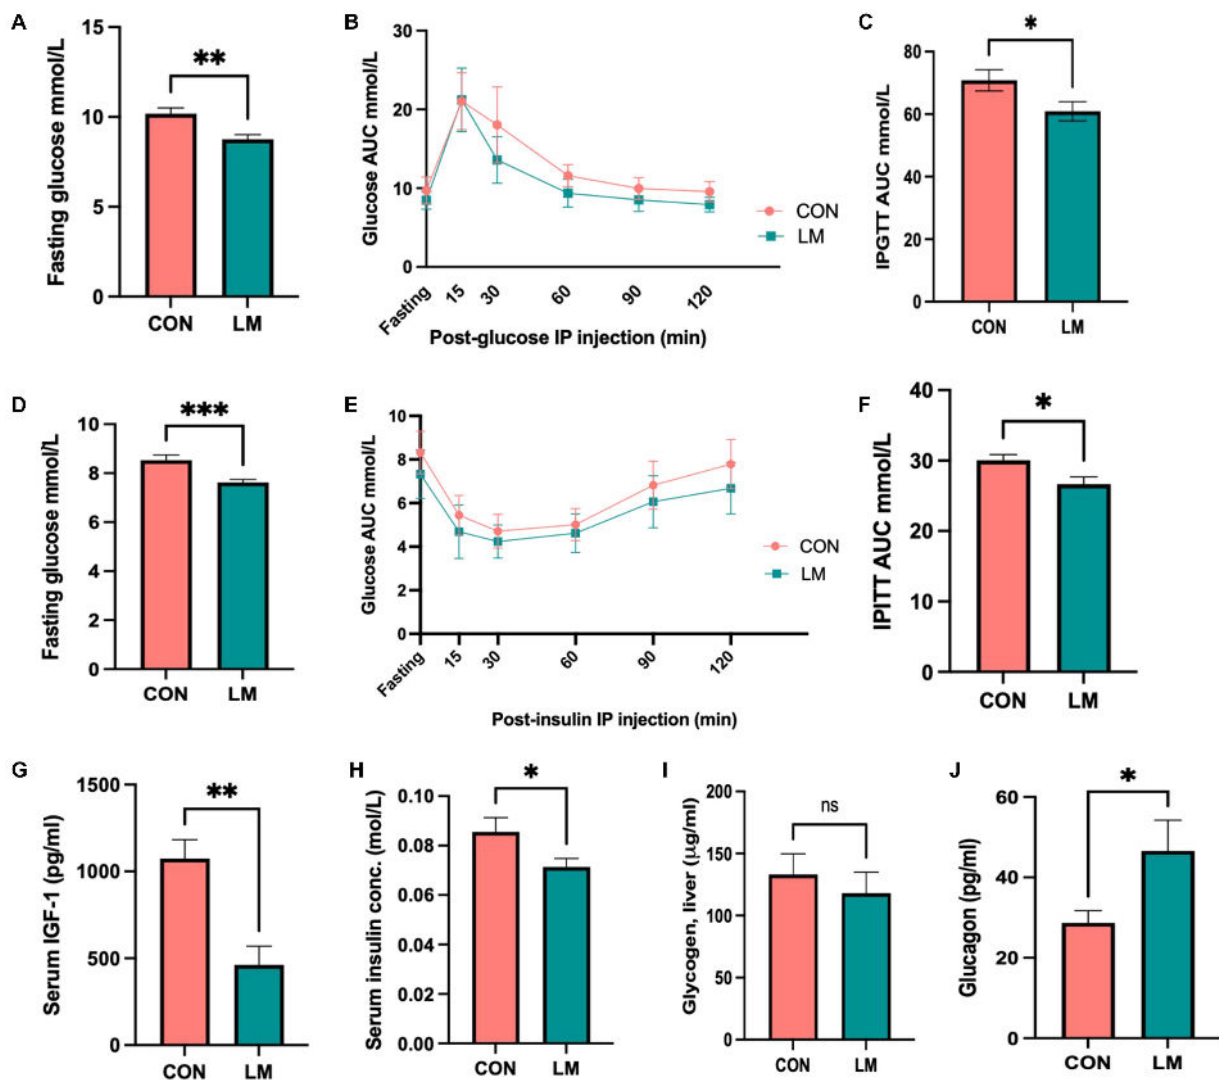 A
Fasting glucose mmol/L
15
10
5
0
**
CON
LM
B
Glucose AUC mmol/L
30
20
10
0
Fasting
15
30
60
90
120
Post-glucose IP injection (min)
CON
LM
C
IPGTT AUC mmol/L
80
60
40
20
0
*
CON
LM
D
Fasting glucose mmol/L
10
8
6
4
2
0
***
CON
LM
E
Glucose AUC mmol/L
10
8
6
4
2
0
Fasting
15
30
60
90
120
Post-insulin IP injection (min)
CON
LM
F
IPITT AUC mmol/L
40
30
20
10
0
*
CON
LM
G
Serum IGF-1 (pg/ml)
1500
1000
500
0
**
CON
LM
H
Serum insulin conc. (mol/L)
0.10
0.08
0.06
0.04
0.02
0.00
*
CON
LM
I
Glycogen, liver (µg/ml)
200
150
100
50
0
ns
CON
LM
J
Glucagon (pg/ml)
60
40
20
0
*
CON
LM